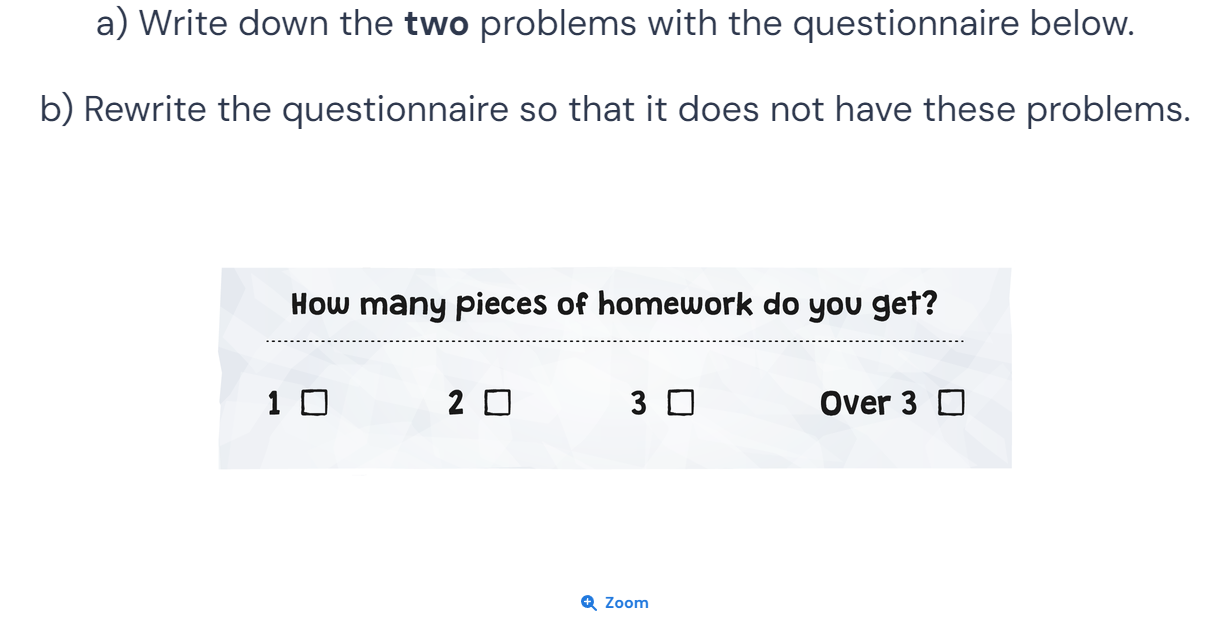 a) Write down the two problems with the questionnaire below.
b) Rewrite the questionnaire so that it does not have these problems.
How many pieces of homework do you get?
1 2 3 Over 3
Zoom